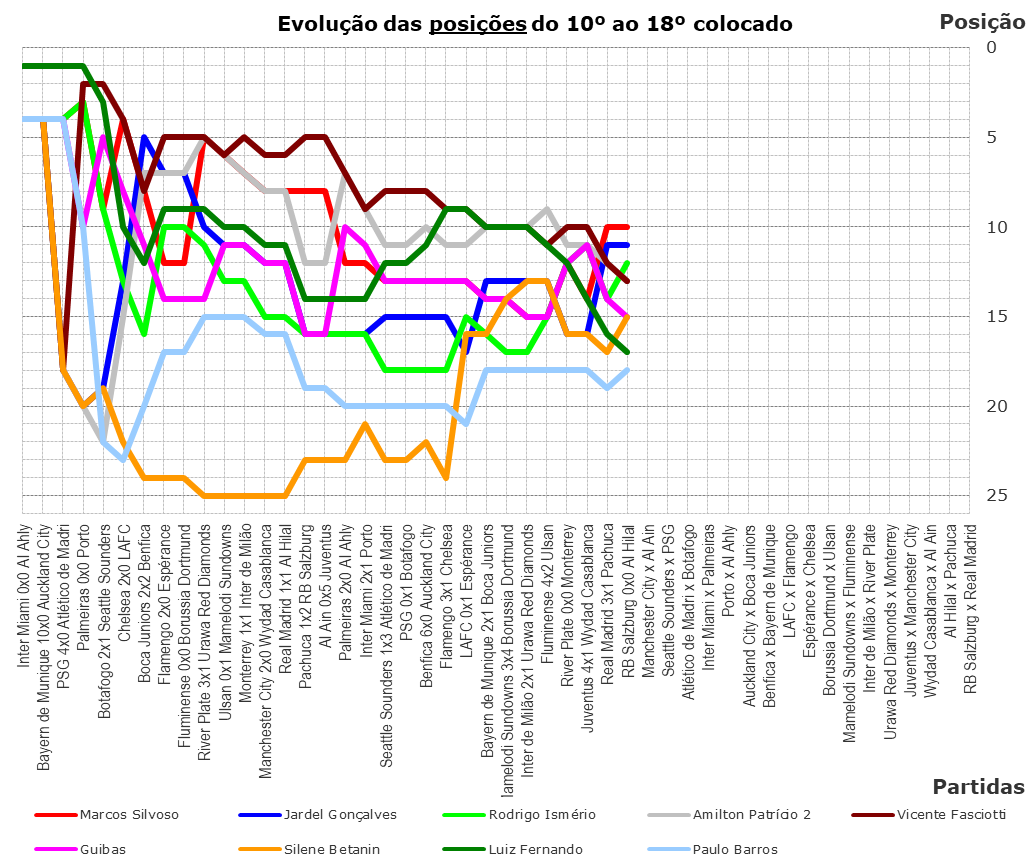 Evolução das posições do 10º ao 18º colocado
Posição
0
5
10
15
20
25
Inter Miami 0x0 Al Ahly
Bayern de Munique 10x0 Auckland City
PSG 4x0 Atlético de Madri
Palmeiras 0x0 Porto
Botafogo 2x1 Seattle Sounders
Chelsea 2x0 LAFC
Boca Juniors 2x2 Benfica
Flamengo 2x0 Espérance
Fluminense 0x0 Borussia Dortmund
River Plate 3x1 Urawa Red Diamonds
Ulsan 0x1 Mamelodi Sundowns
Monterrey 1x1 Inter de Milão
Manchester City 2x0 Wydad Casablanca
Real Madrid 1x1 Al Hilal
Pachuca 1x2 RB Salzburg
Al Ain 0x5 Juventus
Palmeiras 2x0 Al Ahly
Inter Miami 2x1 Porto
Seattle Sounders 1x3 Atlético de Madri
PSG 0x1 Botafogo
Benfica 6x0 Auckland City
Flamengo 3x1 Chelsea
LAFC 0x1 Espérance
Bayern de Munique 2x1 Boca Juniors
lamelodi Sundowns 3x4 Borussia Dortmund
Inter de Milão 2x1 Urawa Red Diamonds
Fluminense 4x2 Ulsan
River Plate 0x0 Monterrey
Juventus 4x1 Wydad Casablanca
Real Madrid 3x1 Pachuca
RB Salzburg 0x0 Al Hilal
Manchester City x Al Ain
Seattle Sounders x PSG
Atlético de Madri x Botafogo
Inter Miami x Palmeiras
Porto x Al Ahly
Auckland City x Boca Juniors
Benfica x Bayern de Munique
LAFC x Flamengo
Espérance x Chelsea
Borussia Dortmund x Ulsan
Mamelodi Sundowns x Fluminense
Inter de Milão x River Plate
Urawa Red Diamonds x Monterrey
Juventus x Manchester City
Wydad Casablanca x Al Ain
Al Hilal x Pachuca
RB Salzburg x Real Madrid
Partidas
Marcos Silvoso
Jardel Gonçalves
Rodrigo Ismério
Amilton Patrício 2
Vicente Fasciotti
Guibas
Silene Betanin
Luiz Fernando
Paulo Barros